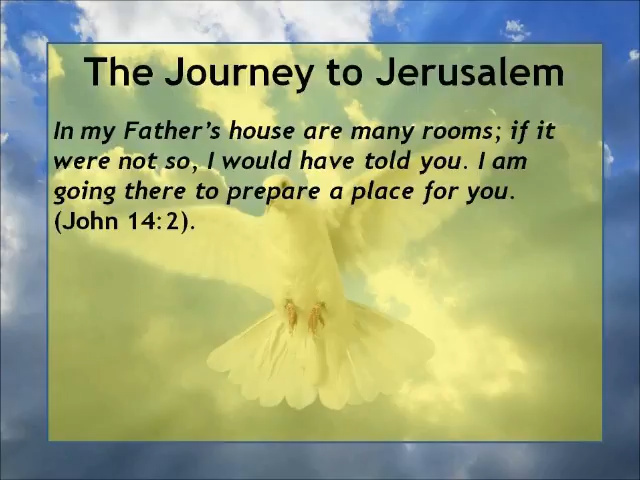 The Journey to Jerusalem
In my Father’s house are many rooms; if it
were not so, I would have told you. I am
going there to prepare a place for you.
(John 14:2).